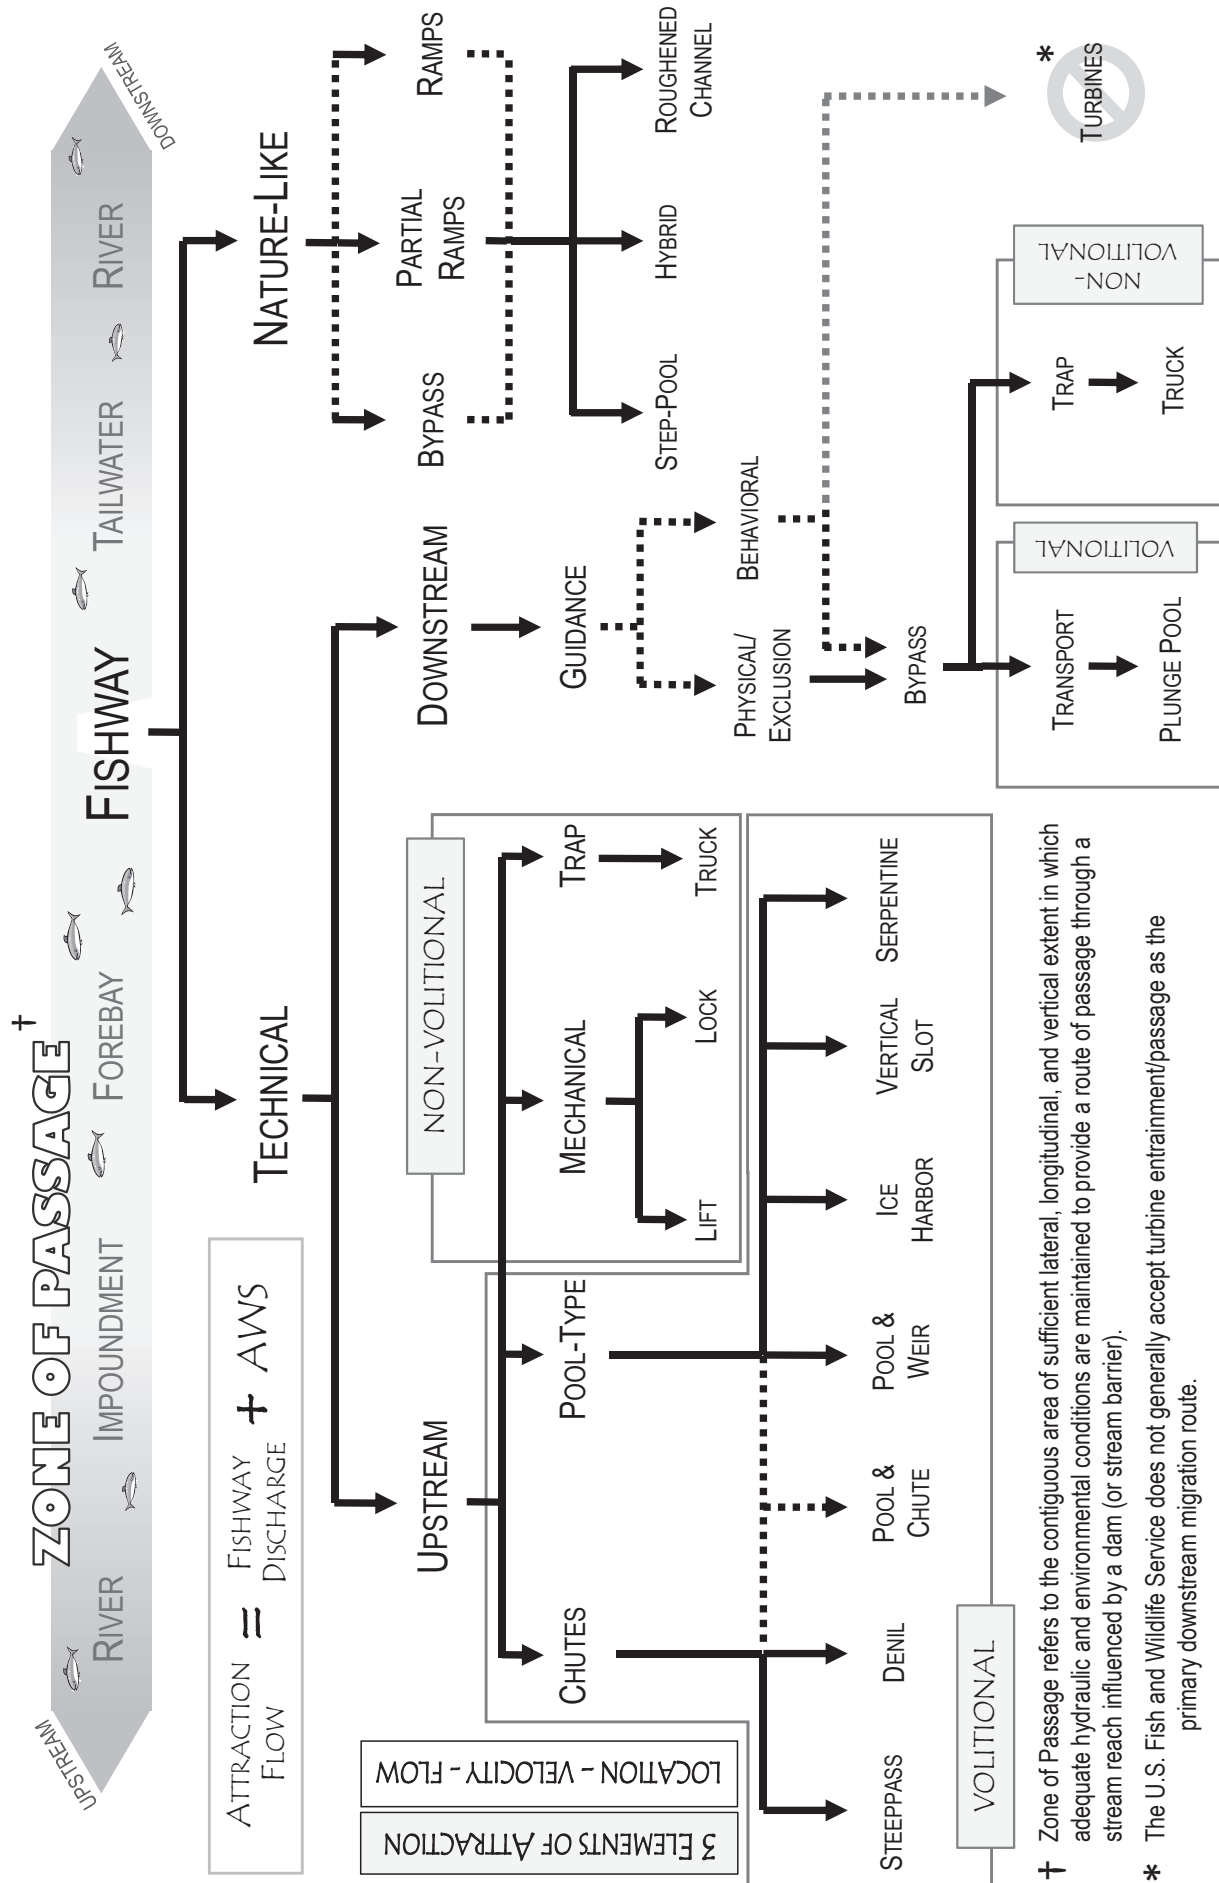 ZONE OF PASSAGE †
UPSTREAM
RIVER
IMPOUNDMENT
FOREBAY
TAILWATER
RIVER
DOWNSTREAM
FISHWAY
ATTRACTION
FLOW
=
FISHWAY
DISCHARGE
+ AWS
TECHNICAL
NATURE-LIKE
3 ELEMENTS OF ATTRACTION
LOCATION - VELOCITY - FLOW
UPSTREAM
NON-VOLITIONAL
DOWNSTREAM
BYPASS
PARTIAL
RAMPS
RAMPS
CHUTES
POOL-TYPE
MECHANICAL
TRAP
GUIDANCE
STEP-POOL
HYBRID
ROUGHENED
CHANNEL
LIFT
LOCK
TRUCK
PHYSICAL/
EXCLUSION
BEHAVIORAL
STEEPPASS
DENIL
POOL &
CHUTE
POOL &
WEIR
ICE
HARBOR
VERTICAL
SLOT
SERPENTINE
BYPASS
VOLITIONAL
VOLITIONAL
NON-
VOLITIONAL
TRANSPORT
TRAP
TURBINES *
PLUNGE POOL
TRUCK
† Zone of Passage refers to the contiguous area of sufficient lateral, longitudinal, and vertical extent in which
adequate hydraulic and environmental conditions are maintained to provide a route of passage through a
stream reach influenced by a dam (or stream barrier).
* The U.S. Fish and Wildlife Service does not generally accept turbine entrainment/passage as the
primary downstream migration route.